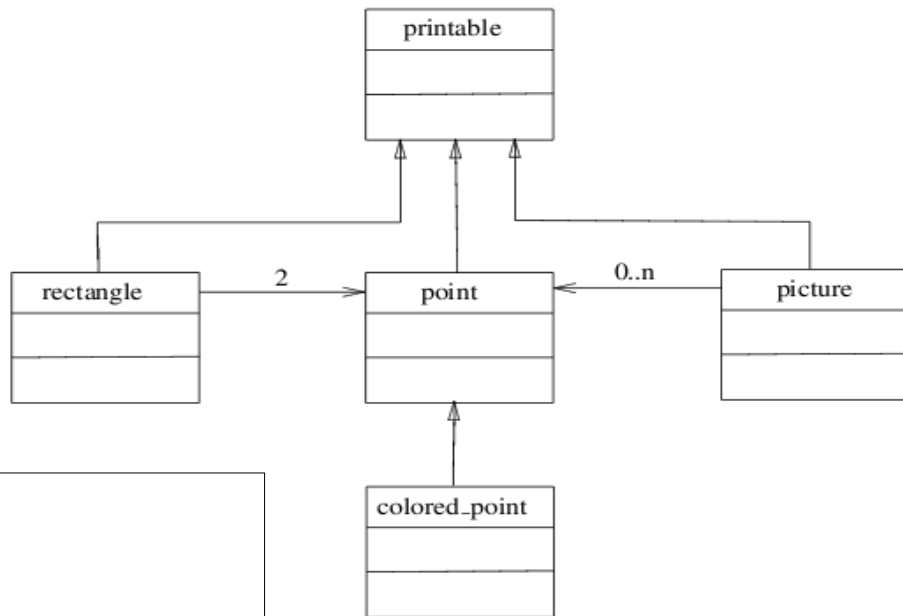 printable
rectangle
2
point
0..n
picture
colored_point